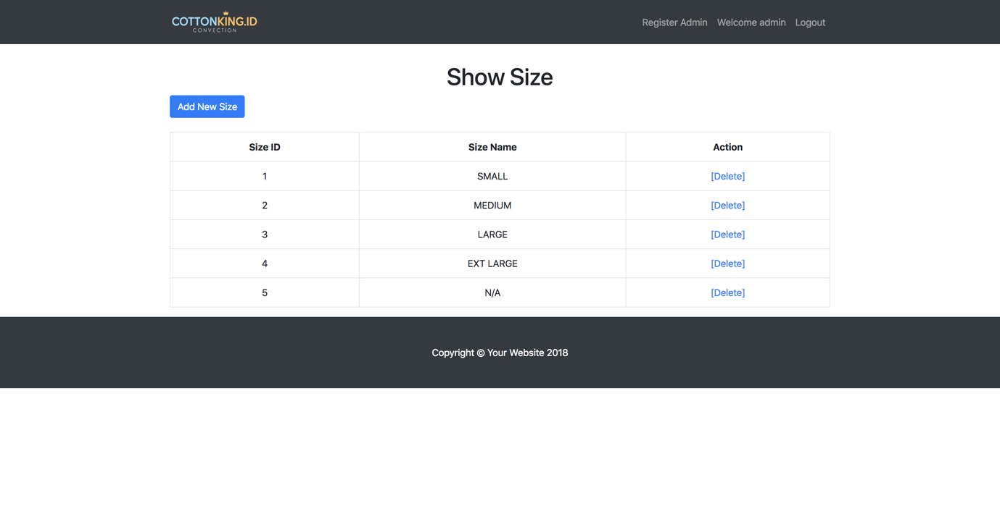 COTTONKING.ID
CONVECTION
Register Admin Welcome admin Logout
Show Size
Add New Size
Size ID Size Name Action
1 SMALL [Delete]
2 MEDIUM [Delete]
3 LARGE [Delete]
4 EXT LARGE [Delete]
5 N/A [Delete]
Copyright © Your Website 2018